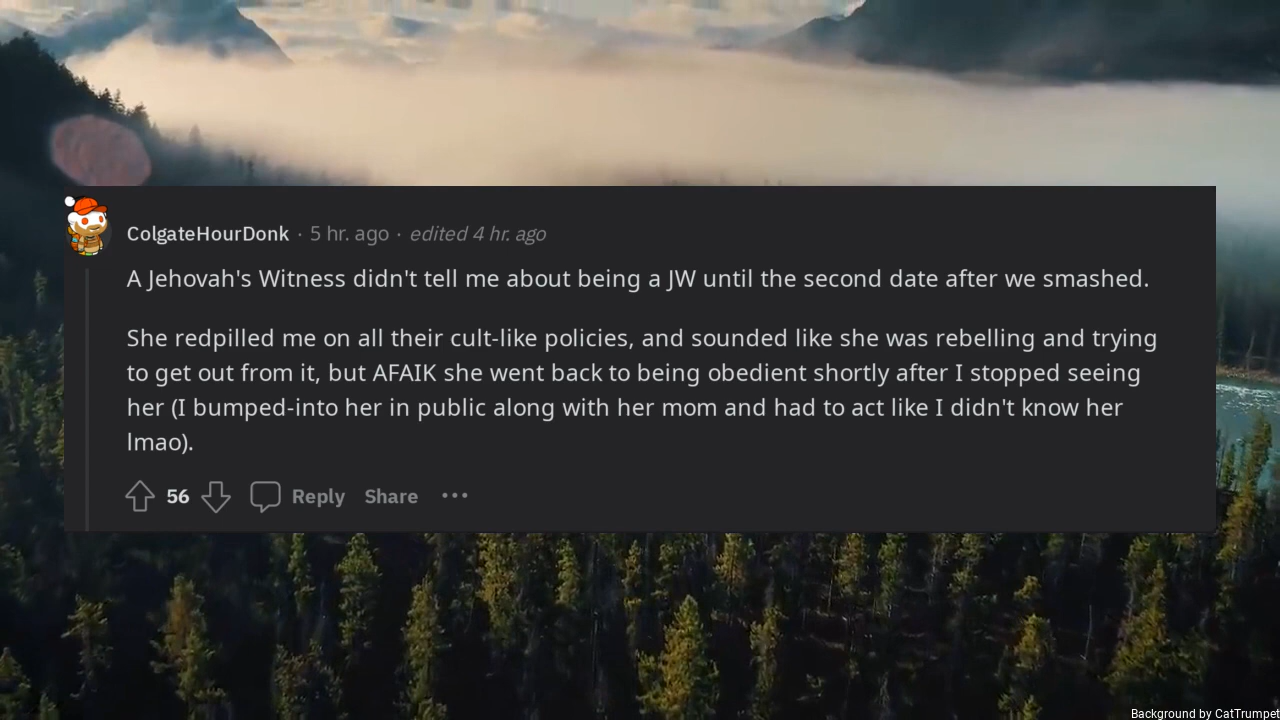 ColgateHourDonk · 5 hr. ago · edited 4 hr. ago
A Jehovah's Witness didn't tell me about being a JW until the second date after we smashed.
She redpilled me on all their cult-like policies, and sounded like she was rebelling and trying
to get out from it, but AFAIK she went back to being obedient shortly after I stopped seeing
her (I bumped-into her in public along with her mom and had to act like I didn't know her
lmao).
56 Reply Share ···
Background by CatTrumpet